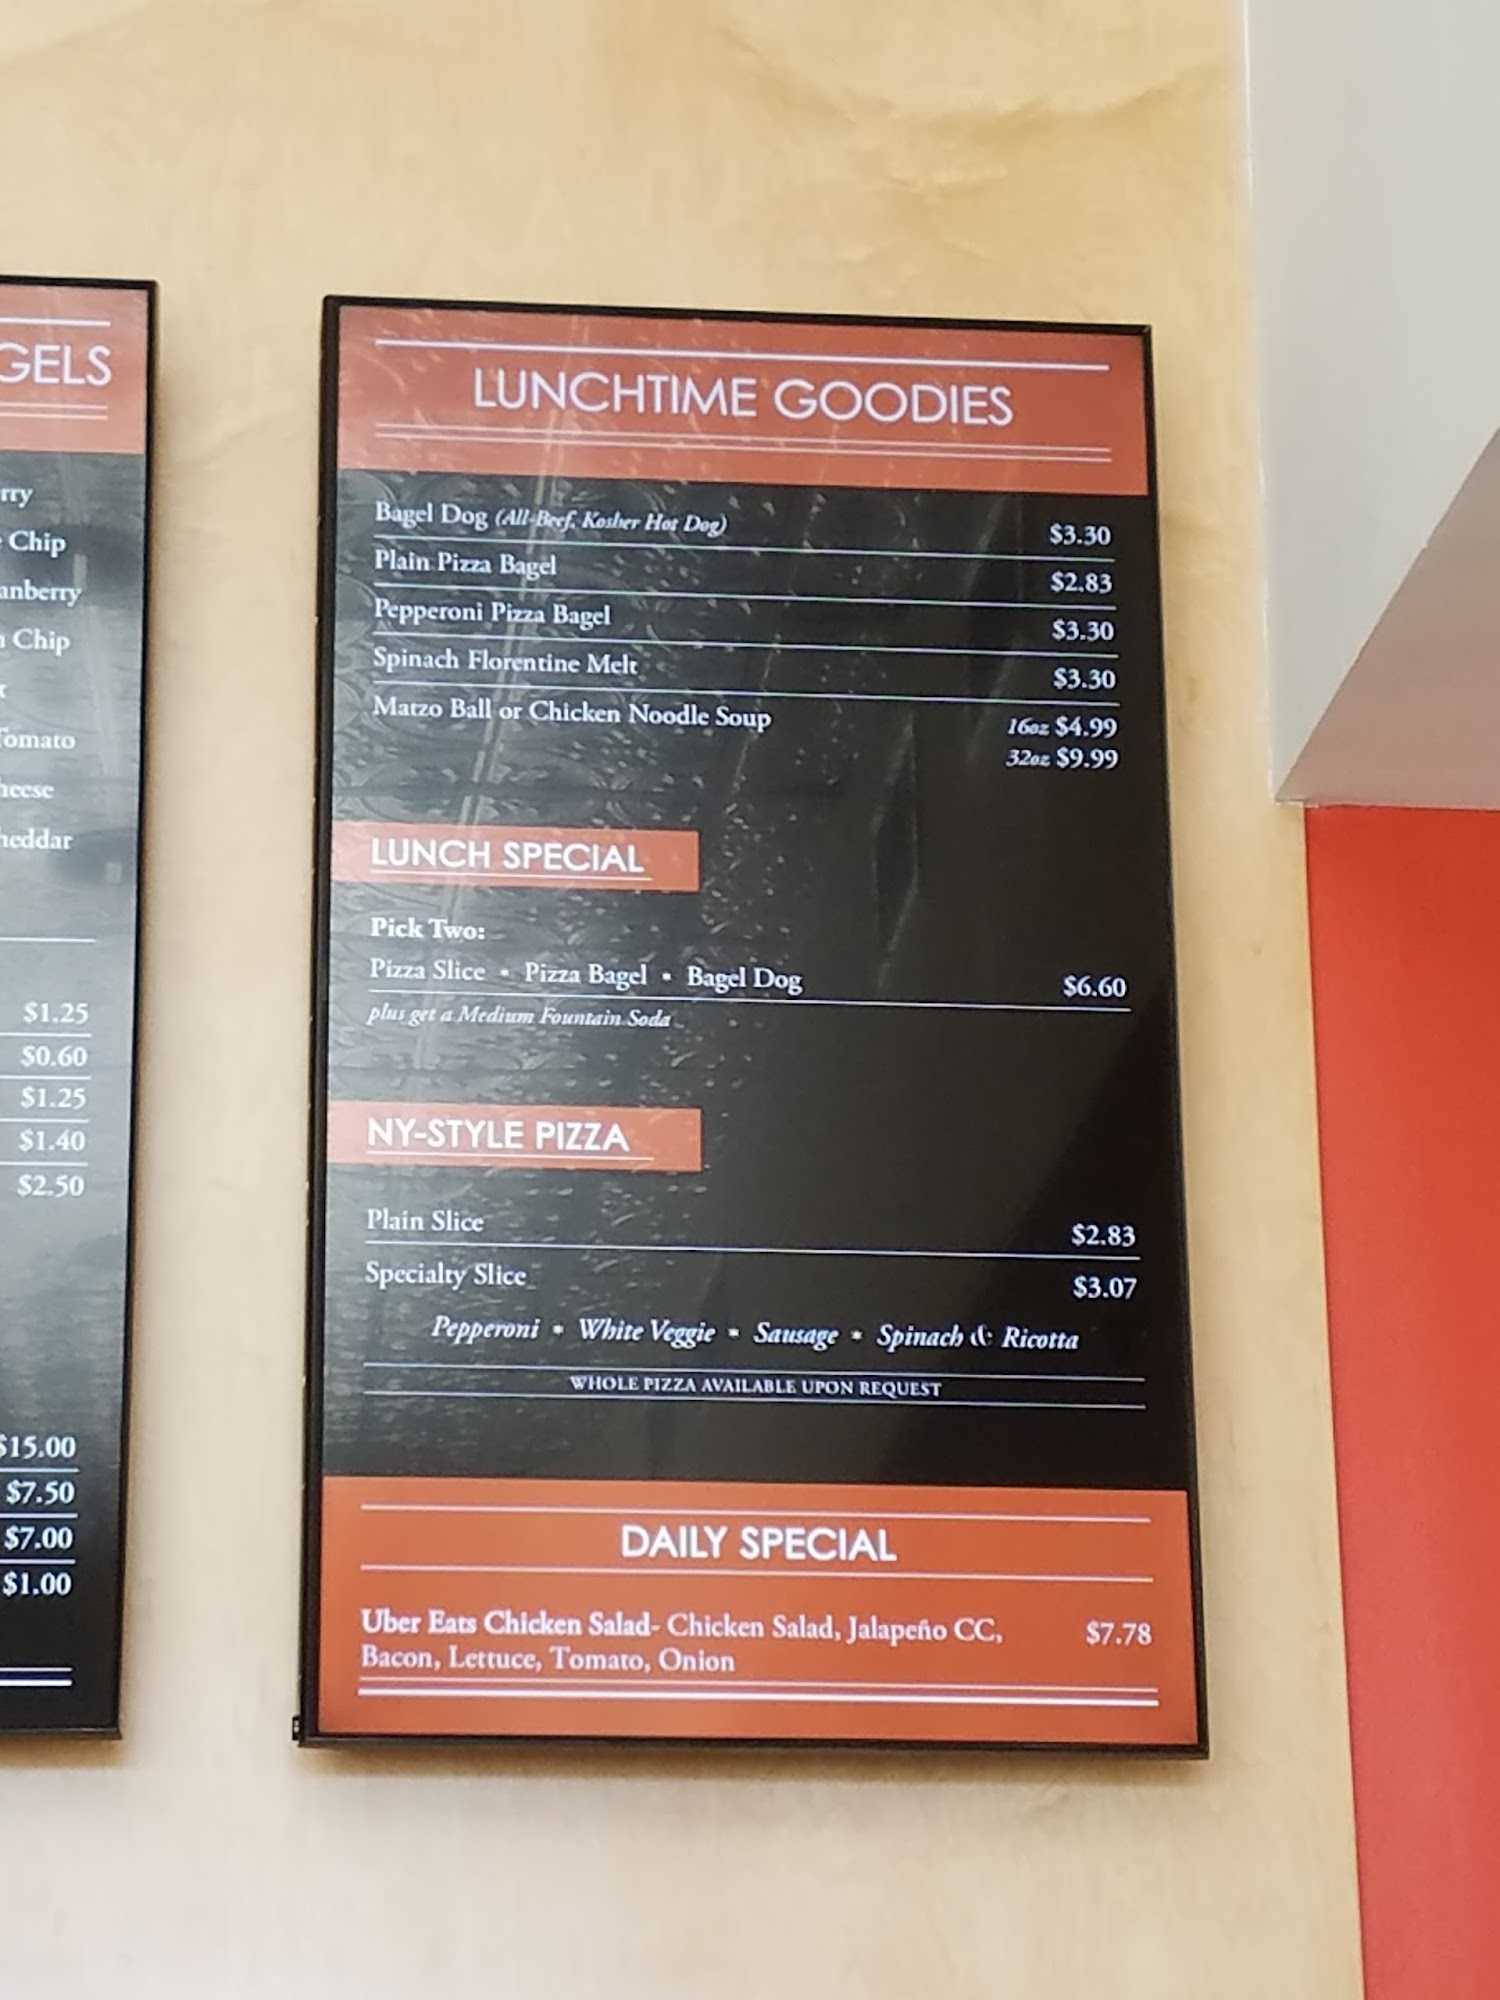 GELS
rry
Chip
anberry
Chip
Tomato
heese
heddar
$1.25
$0.60
$1.25
$1.40
$2.50
$15.00
$7.50
$7.00
$1.00
LUNCHTIME GOODIES
Bagel Dog (All-Beef, Kosher Hot Dog) $3.30
Plain Pizza Bagel $2.83
Pepperoni Pizza Bagel $3.30
Spinach Florentine Melt $3.30
Matzo Ball or Chicken Noodle Soup 16oz $4.99
32oz $9.99
LUNCH SPECIAL
Pick Two:
Pizza Slice • Pizza Bagel • Bagel Dog $6.60
plus get a Medium Fountain Soda
NY-STYLE PIZZA
Plain Slice $2.83
Specialty Slice $3.07
Pepperoni • White Veggie • Sausage • Spinach & Ricotta
WHOLE PIZZA AVAILABLE UPON REQUEST
DAILY SPECIAL
Uber Eats Chicken Salad- Chicken Salad, Jalapeño CC, $7.78
Bacon, Lettuce, Tomato, Onion